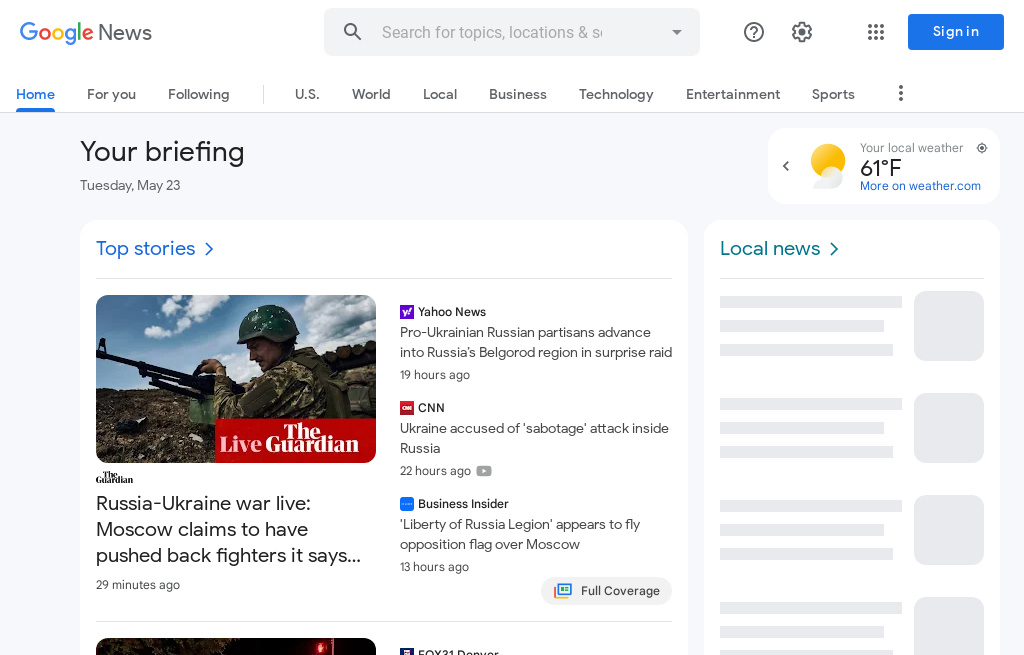 Google News
Search for topics, locations & s
Sign in
Home
For you
Following
U.S.
World
Local
Business
Technology
Entertainment
Sports
Your briefing
Tuesday, May 23
Your local weather
61°F
More on weather.com
Top stories
Local news
The
Live Guardian
The
Guardian
Russia-Ukraine war live:
Moscow claims to have
pushed back fighters it says...
29 minutes ago
Yahoo News
Pro-Ukrainian Russian partisans advance
into Russia's Belgorod region in surprise raid
19 hours ago
CNN
CNN
Ukraine accused of 'sabotage' attack inside
Russia
22 hours ago
Business Insider
'Liberty of Russia Legion' appears to fly
opposition flag over Moscow
13 hours ago
Full Coverage
FOX31 Denver